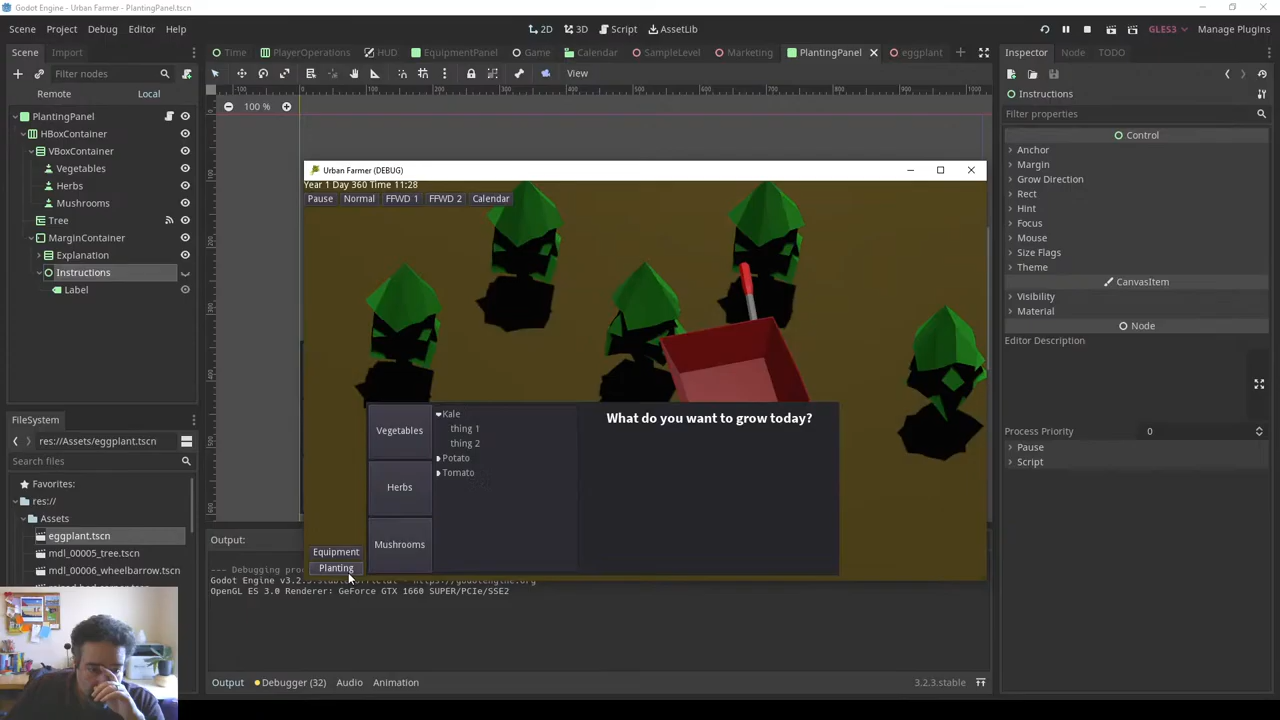 Godot Engine - Urban Farmer - PlantingPanel.tscn
Scene Project Debug Editor Help
2D 3D Script AssetLib
GLES3 Manage Plugins
Scene Import
Time PlayerOperations HUD EquipmentPanel Game Calendar SampleLevel Marketing PlantingPanel eggplant
Inspector Node TODO
Filter nodes
View
Remote Local
100 %
Instructions
Filter properties
PlantingPanel
HBoxContainer
VBoxContainer
Vegetables
Herbs
Mushrooms
Tree
MarginContainer
Explanation
Instructions
Label
Control
Anchor
Margin
Grow Direction
Rect
Hint
Focus
Mouse
Size Flags
Theme
CanvasItem
Visibility
Material
Node
Editor Description
Process Priority 0
Pause
Script
Urban Farmer (DEBUG)
Year 1 Day 360 Time 11:28
Pause Normal FFWD 1 FFWD 2 Calendar
Vegetables
Herbs
Mushrooms
Kale
thing 1
thing 2
Potato
Tomato
What do you want to grow today?
Equipment
Planting
FileSystem
res://Assets/eggplant.tscn
Search files
Favorites:
res://
Assets
eggplant.tscn
mdl_00005_tree.tscn
mdl_00006_wheelbarrow.tscn
Output:
--- Debugging pro
OpenGL ES 3.0 Renderer: GeForce GTX 1660 SUPER/PCIe/SSE2
Output Debugger (32) Audio Animation
3.2.3.stable